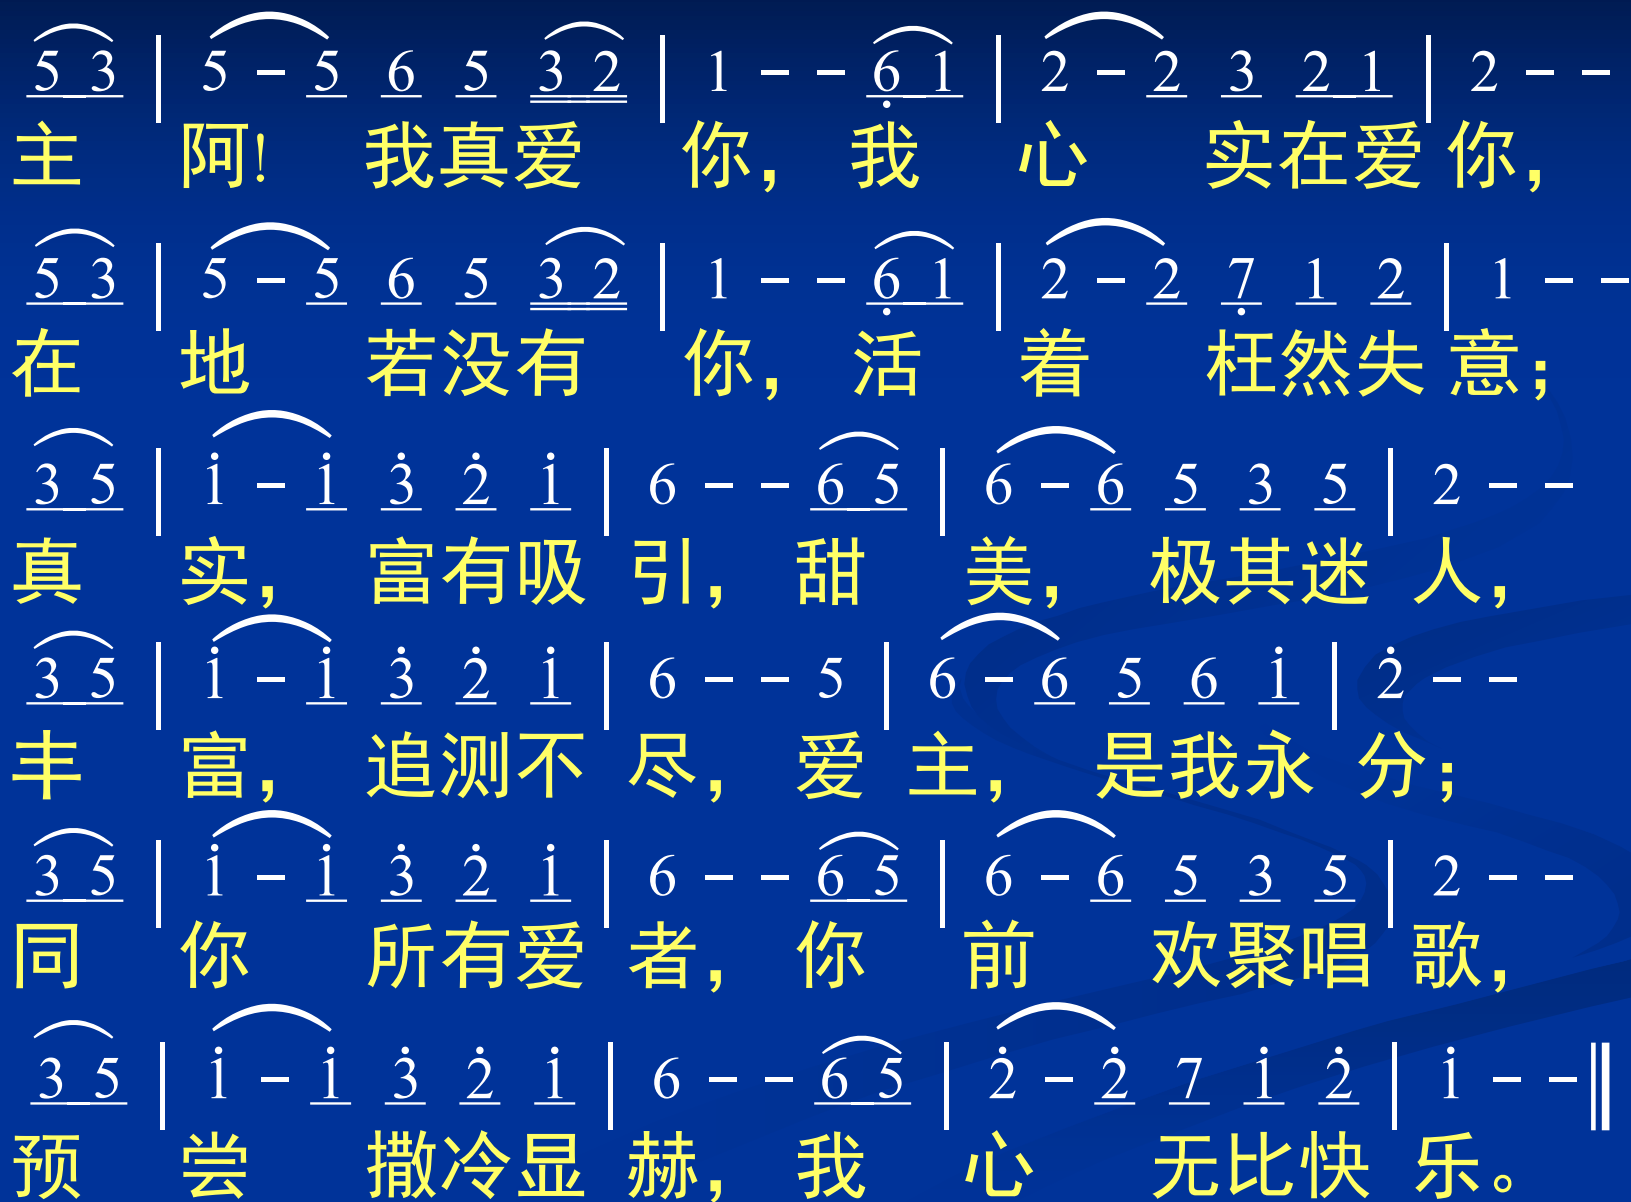 5 3 | 5 - 5 6 5 3 2 | 1 - - 6̣ 1 | 2 - 2 3 2 1 | 2 - -
主 阿! 我真爱 你, 我 心 实在爱 你,
5 3 | 5 - 5 6 5 3 2 | 1 - - 6̣ 1 | 2 - 2 7̣ 1 2 | 1 - -
在 地 若没有 你, 活 着 枉然失 意;
3 5 | 1̇ - 1̇ 3̇ 2̇ 1̇ | 6 - - 6 5 | 6 - 6 5 3 5 | 2 - -
真 实, 富有吸 引, 甜 美, 极其迷 人,
3 5 | 1̇ - 1̇ 3̇ 2̇ 1̇ | 6 - - 5 | 6 - 6 5 6 1̇ | 2̇ - -
丰 富, 追测不 尽, 爱 主, 是我永 分;
3 5 | 1̇ - 1̇ 3̇ 2̇ 1̇ | 6 - - 6 5 | 6 - 6 5 3 5 | 2 - -
同 你 所有爱 者, 你 前 欢聚唱 歌,
3 5 | 1̇ - 1̇ 3̇ 2̇ 1̇ | 6 - - 6 5 | 2̇ - 2̇ 7 1̇ 2̇ | 1̇ - - ‖
预 尝 撒冷显 赫, 我 心 无比快 乐。